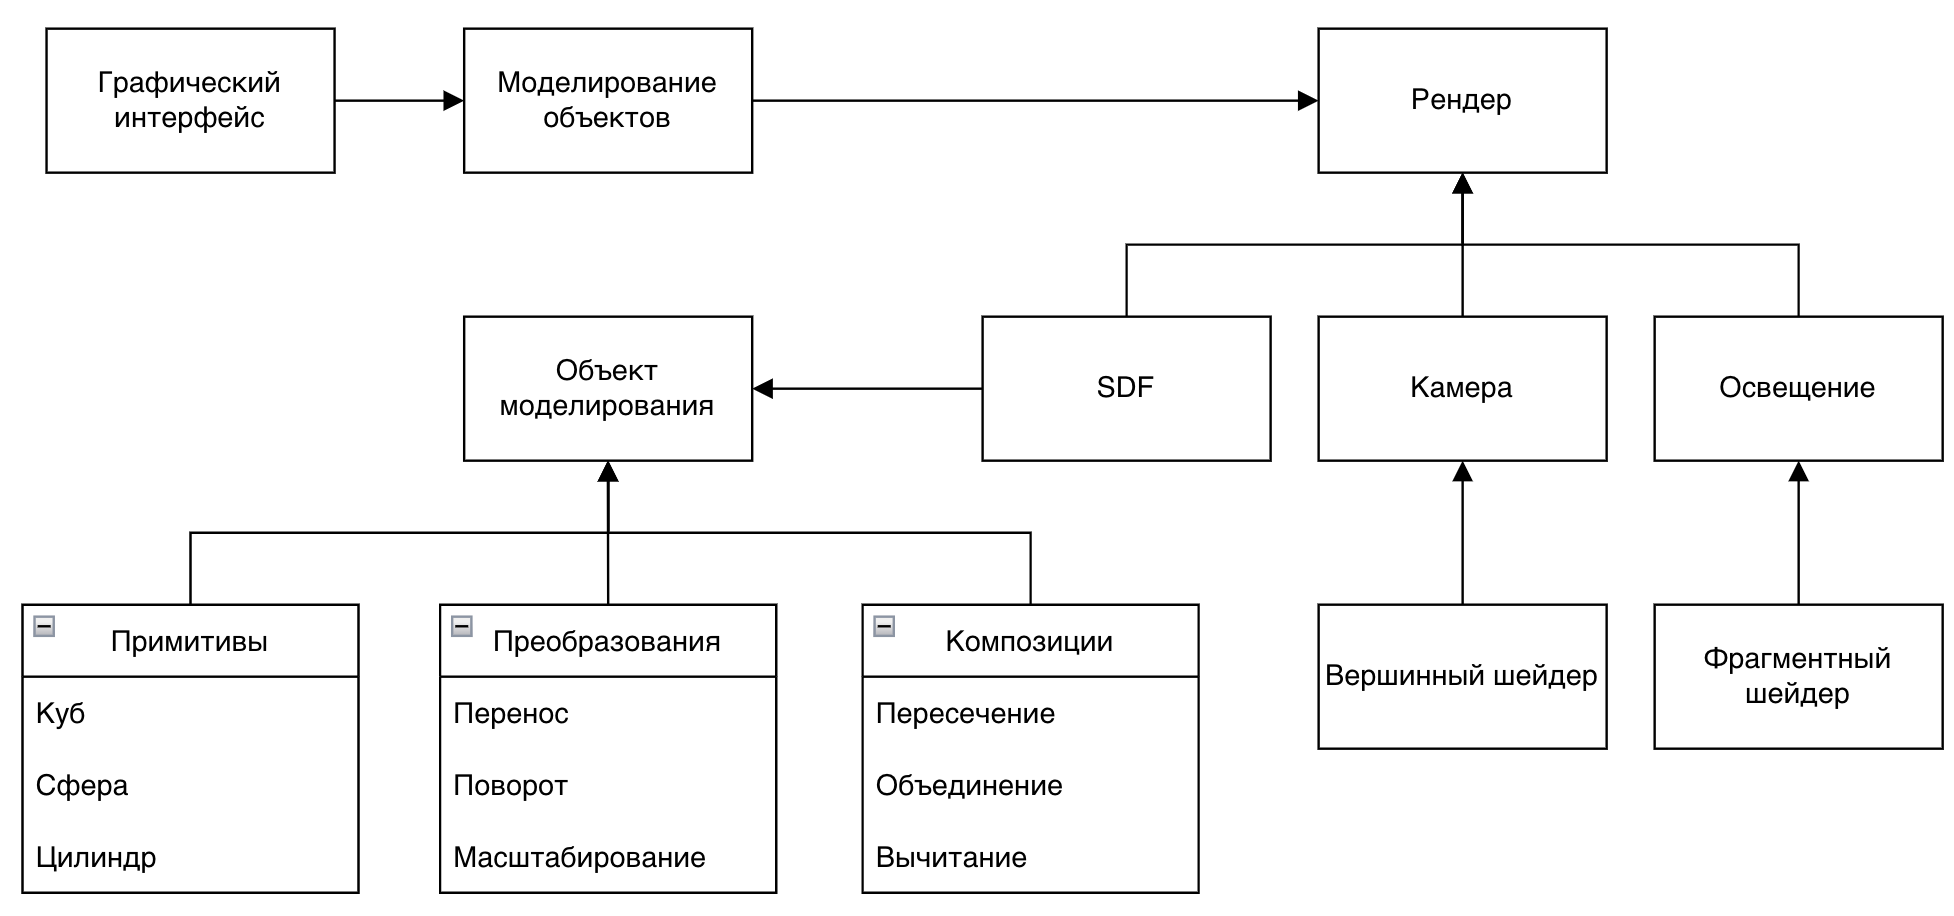 Графический
интерфейс
Моделирование
объектов
Рендер
Объект
моделирования
SDF
Камера
Освещение
Примитивы
Куб
Сфера
Цилиндр
Преобразования
Перенос
Поворот
Масштабирование
Композиции
Пересечение
Объединение
Вычитание
Вершинный шейдер
Фрагментный
шейдер